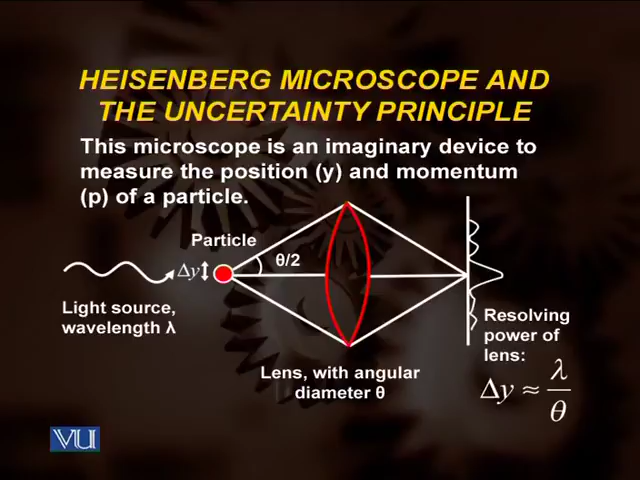 HEISENBERG MICROSCOPE AND
THE UNCERTAINTY PRINCIPLE
This microscope is an imaginary device to
measure the position (y) and momentum
(p) of a particle.
Particle
Δy
θ/2
Light source,
wavelength λ
Lens, with angular
diameter θ
Resolving
power of
lens:
Δy ≈ λ/θ
VU